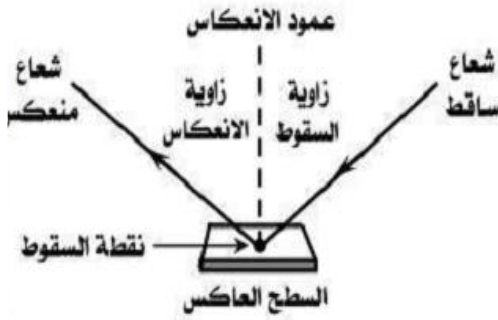 عمود الانعكاس
شعاع
ساقط
زاوية
السقوط
زاوية
الانعكاس
شعاع
منعكس
نقطة السقوط
السطح العاكس